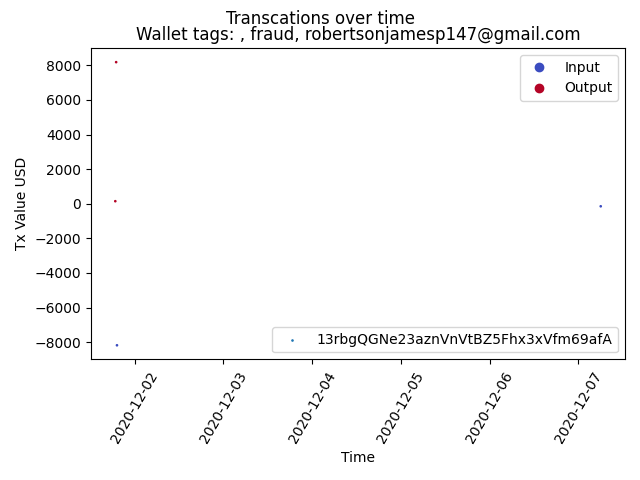 Transcations over time
Wallet tags: , fraud, robertsonjamesp147@gmail.com
8000
6000
4000
2000
0
−2000
−4000
−6000
−8000
Tx Value USD
Input
Output
13rbgQGNe23aznVnVtBZ5Fhx3xVfm69afA
2020-12-02
2020-12-03
2020-12-04
2020-12-05
2020-12-06
2020-12-07
Time